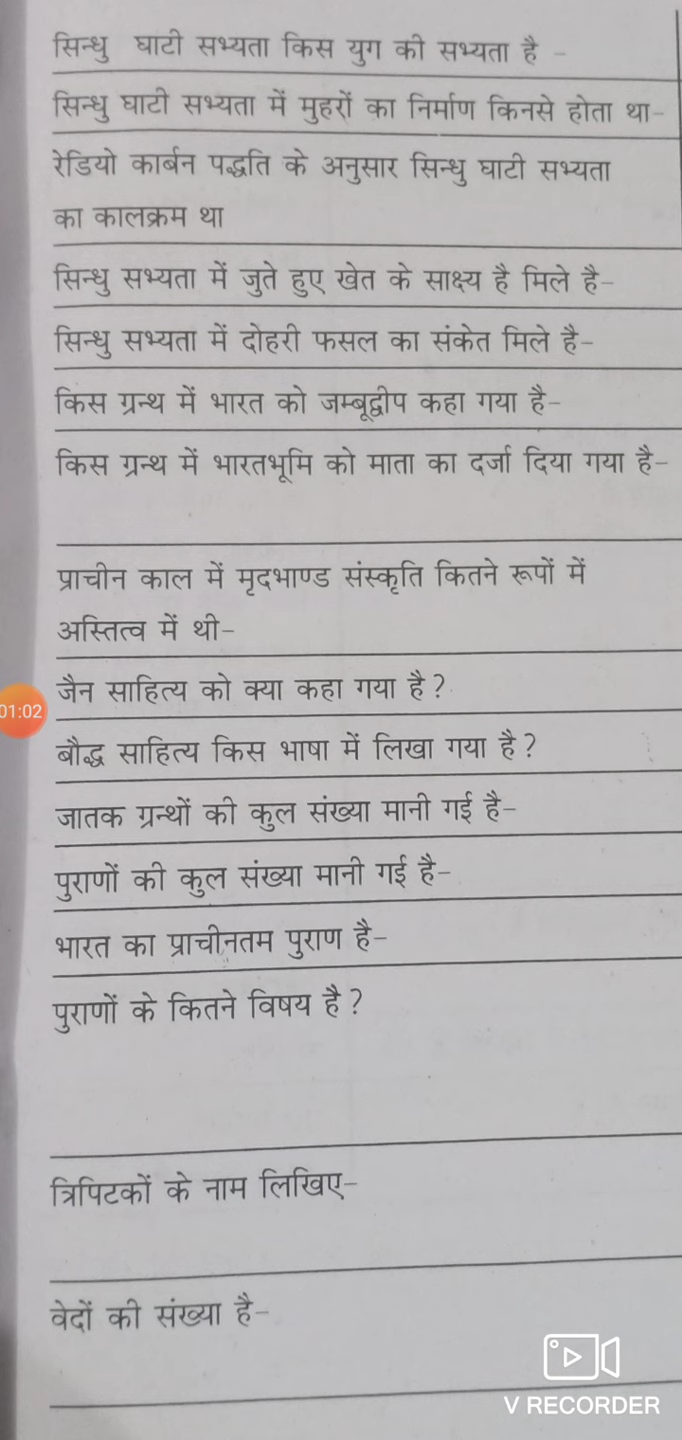 सिन्धु घाटी सभ्यता किस युग की सभ्यता है –
सिन्धु घाटी सभ्यता में मुहरों का निर्माण किनसे होता था–
रेडियो कार्बन पद्धति के अनुसार सिन्धु घाटी सभ्यता
का कालक्रम था
सिन्धु सभ्यता में जुते हुए खेत के साक्ष्य है मिले है–
सिन्धु सभ्यता में दोहरी फसल का संकेत मिले है–
किस ग्रन्थ में भारत को जम्बूद्वीप कहा गया है–
किस ग्रन्थ में भारतभूमि को माता का दर्जा दिया गया है–
प्राचीन काल में मृदभाण्ड संस्कृति कितने रूपों में
अस्तित्व में थी–
जैन साहित्य को क्या कहा गया है?
01:02
बौद्ध साहित्य किस भाषा में लिखा गया है?
जातक ग्रन्थों की कुल संख्या मानी गई है–
पुराणों की कुल संख्या मानी गई है–
भारत का प्राचीनतम पुराण है–
पुराणों के कितने विषय है?
त्रिपिटकों के नाम लिखिए–
वेदों की संख्या है–
V RECORDER